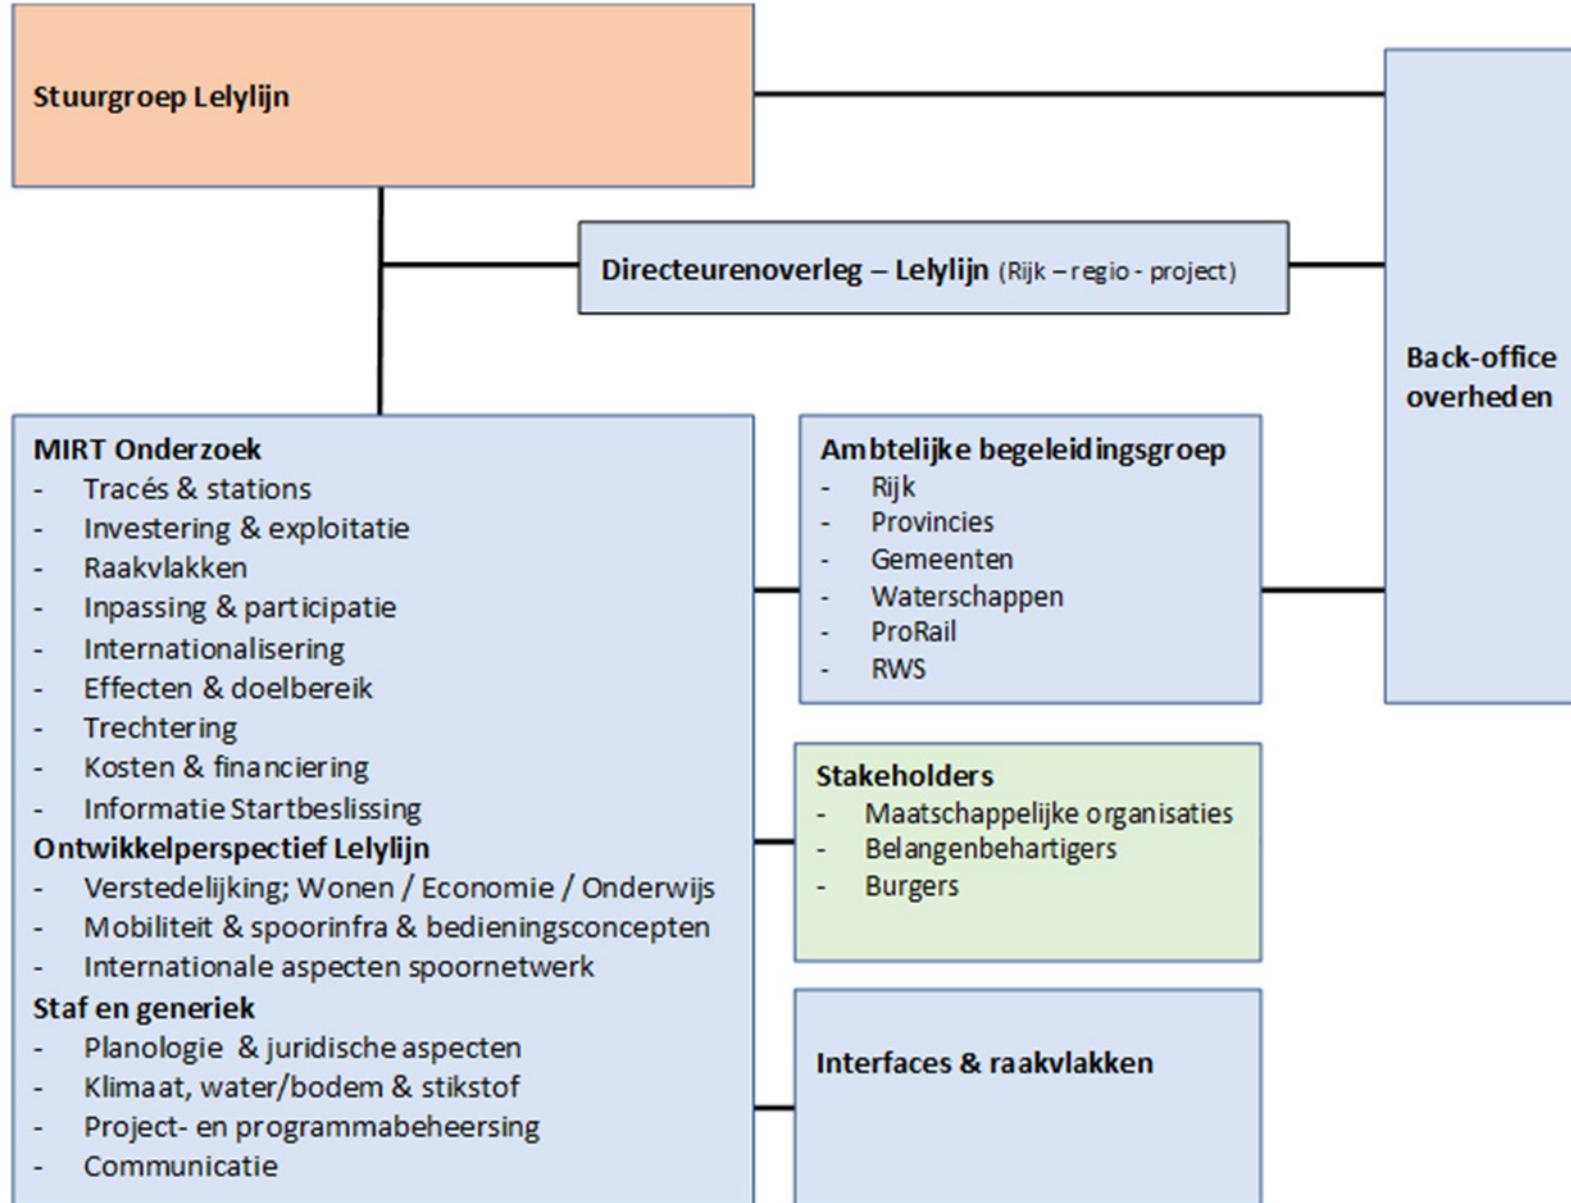 Stuurgroep Lelylijn
Directeurenoverleg – Lelylijn (Rijk – regio - project)
Back-office
overheden
MIRT Onderzoek
- Tracés & stations
- Investering & exploitatie
- Raakvlakken
- Inpassing & participatie
- Internationalisering
- Effecten & doelbereik
- Trechtering
- Kosten & financiering
- Informatie Startbeslissing
Ontwikkelperspectief Lelylijn
- Verstedelijking; Wonen / Economie / Onderwijs
- Mobiliteit & spoorinfra & bedieningsconcepten
- Internationale aspecten spoornetwerk
Staf en generiek
- Planologie & juridische aspecten
- Klimaat, water/bodem & stikstof
- Project- en programmabeheersing
- Communicatie
Ambtelijke begeleidingsgroep
- Rijk
- Provincies
- Gemeenten
- Waterschappen
- ProRail
- RWS
Stakeholders
- Maatschappelijke organisaties
- Belangenbehartigers
- Burgers
Interfaces & raakvlakken